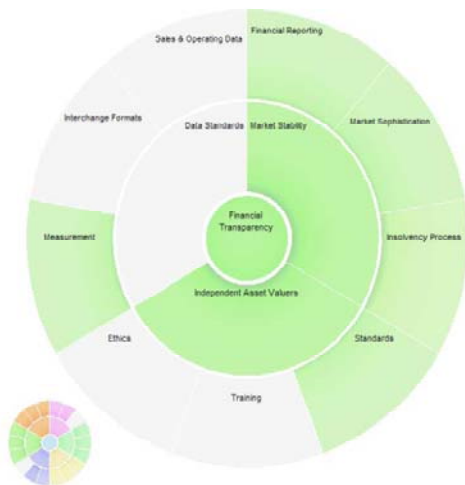 Financial Reporting
Sales & Operating Data
Interchange Formats
Data Standards
Market Stability
Market Sophistication
Financial
Transparency
Measurement
Insolvency Process
Independent Asset Valuers
Ethics
Standards
Training